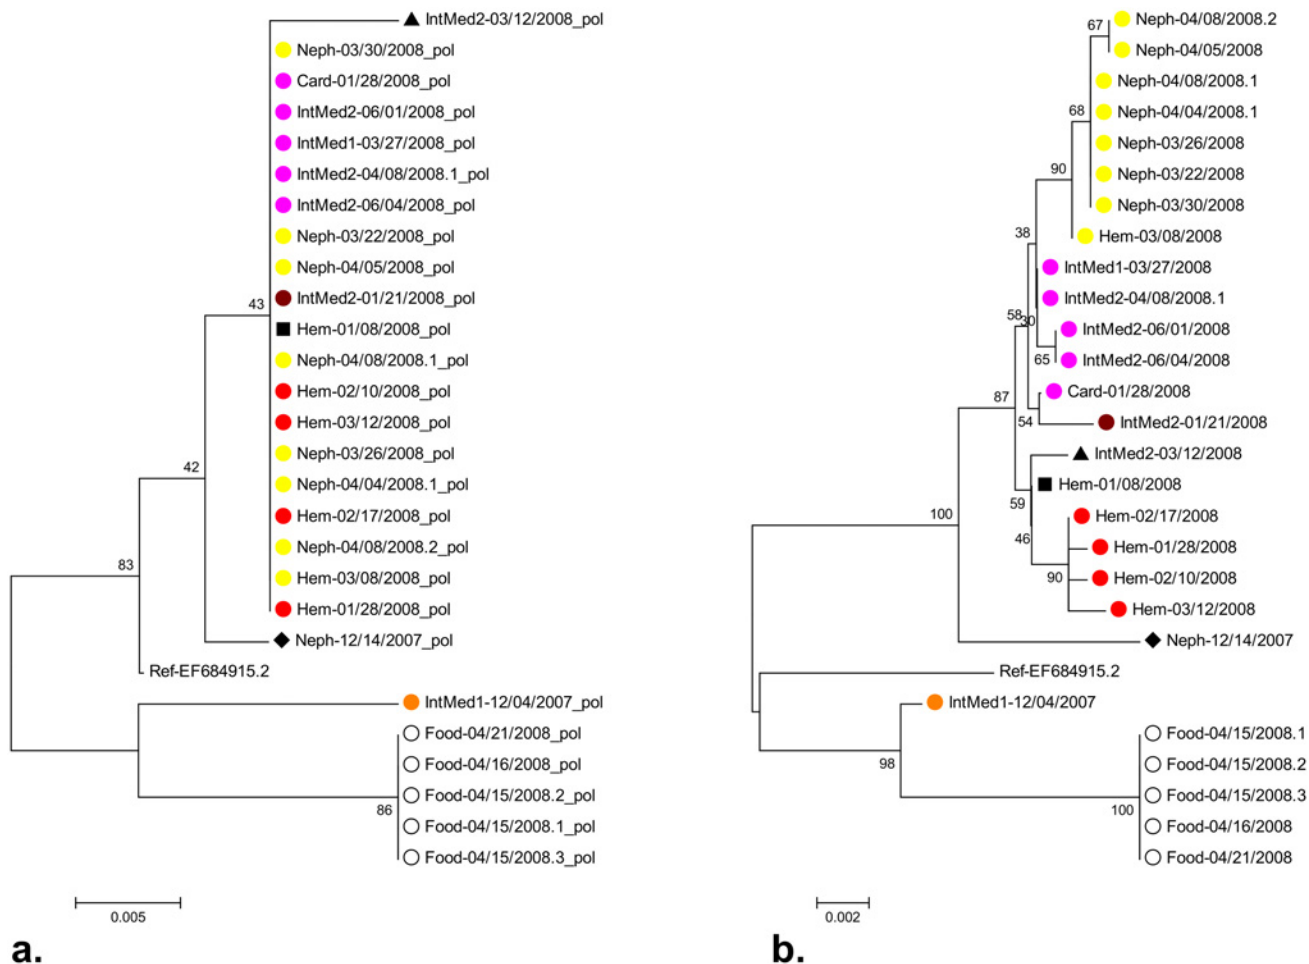 IntMed2-03/12/2008_pol
Neph-03/30/2008_pol
Card-01/28/2008_pol
IntMed2-06/01/2008_pol
IntMed1-03/27/2008_pol
IntMed2-04/08/2008.1_pol
IntMed2-06/04/2008_pol
Neph-03/22/2008_pol
Neph-04/05/2008_pol
IntMed2-01/21/2008_pol
43
Hem-01/08/2008_pol
Neph-04/08/2008.1_pol
Hem-02/10/2008_pol
Hem-03/12/2008_pol
Neph-03/26/2008_pol
42
Neph-04/04/2008.1_pol
Hem-02/17/2008_pol
Neph-04/08/2008.2_pol
83
Hem-03/08/2008_pol
Hem-01/28/2008_pol
Neph-12/14/2007_pol
Ref-EF684915.2
IntMed1-12/04/2007_pol
Food-04/21/2008_pol
Food-04/16/2008_pol
Food-04/15/2008.2_pol
86
Food-04/15/2008.1_pol
Food-04/15/2008.3_pol
0.005
a.
Neph-04/08/2008.2
67
Neph-04/05/2008
Neph-04/08/2008.1
68
Neph-04/04/2008.1
Neph-03/26/2008
90
Neph-03/22/2008
Neph-03/30/2008
38
Hem-03/08/2008
IntMed1-03/27/2008
IntMed2-04/08/2008.1
58
30
IntMed2-06/01/2008
65
IntMed2-06/04/2008
Card-01/28/2008
87
54
IntMed2-01/21/2008
IntMed2-03/12/2008
Hem-01/08/2008
59
100
Hem-02/17/2008
46
Hem-01/28/2008
90
Hem-02/10/2008
Hem-03/12/2008
Neph-12/14/2007
Ref-EF684915.2
IntMed1-12/04/2007
Food-04/15/2008.1
98
Food-04/15/2008.2
Food-04/15/2008.3
100
Food-04/16/2008
Food-04/21/2008
0.002
b.